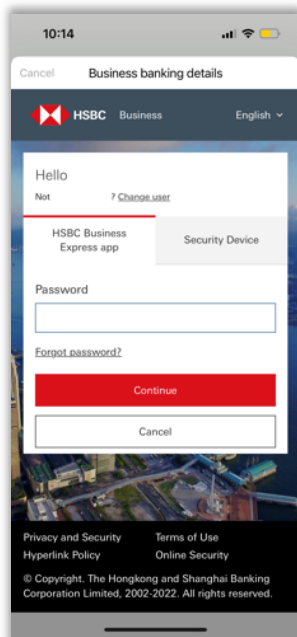 10:14
Cancel Business banking details
HSBC Business English
Hello
Not ? Change user
HSBC Business
Express app
Security Device
Password
Forgot password?
Continue
Cancel
Privacy and Security Terms of Use
Hyperlink Policy Online Security
© Copyright. The Hongkong and Shanghai Banking
Corporation Limited, 2002-2022. All rights reserved.